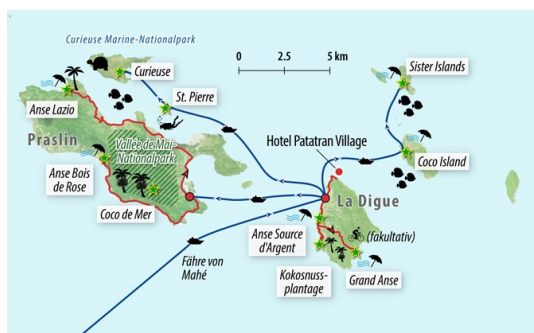 Curieuse Marine-Nationalpark
0 2.5 5 km
Curieuse
Sister Islands
Anse Lazio
St. Pierre
Praslin
Vallée de Mai-
Nationalpark
Hotel Patatran Village
Coco Island
Anse Bois
de Rose
Coco de Mer
La Digue
Anse Source
d'Argent
(fakultativ)
Fähre von
Mahé
Kokosnuss-
plantage
Grand Anse